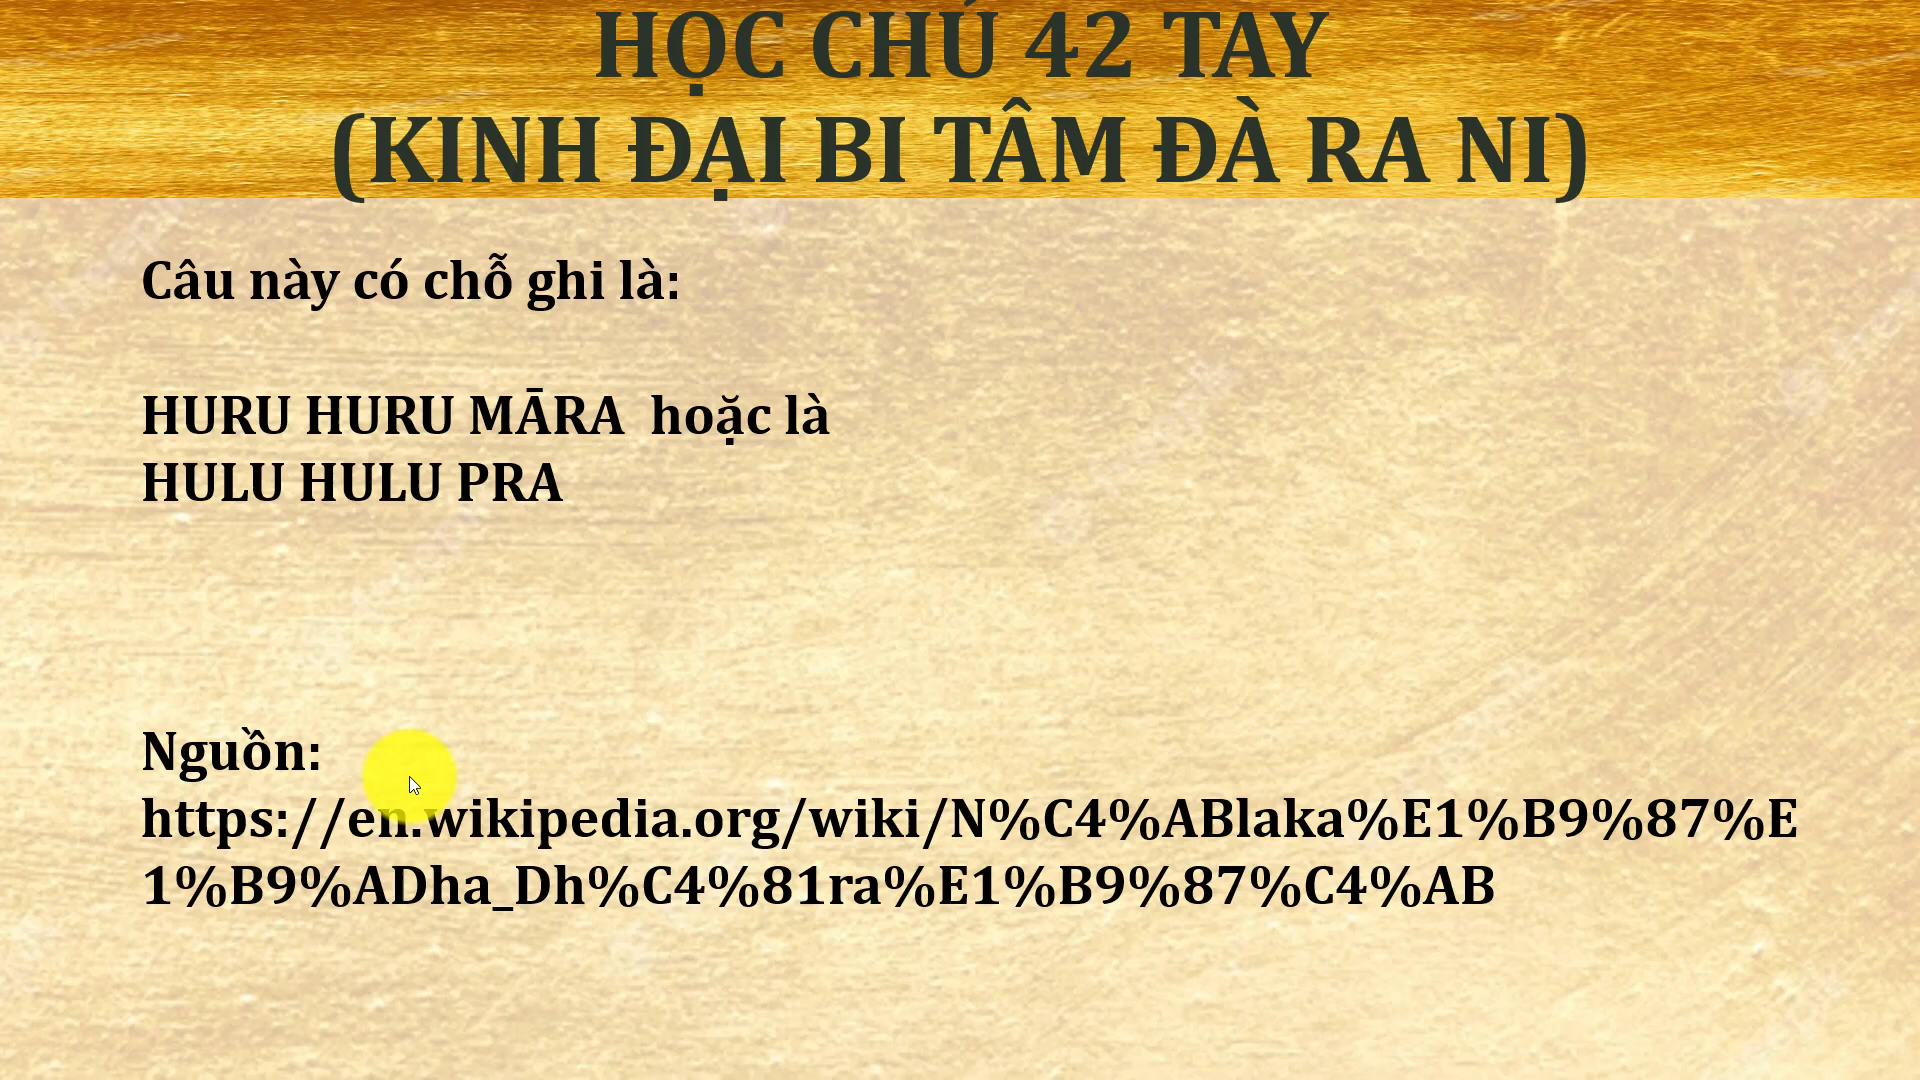 HỌC CHÚ 42 TAY
(KINH ĐẠI BI TÂM ĐÀ RA NI)
Câu này có chỗ ghi là:
HURU HURU MĀRA hoặc là
HULU HULU PRA
Nguồn:
https://en.wikipedia.org/wiki/N%C4%ABlaka%E1%B9%87%E
1%B9%ADha_Dh%C4%81ra%E1%B9%87%C4%AB